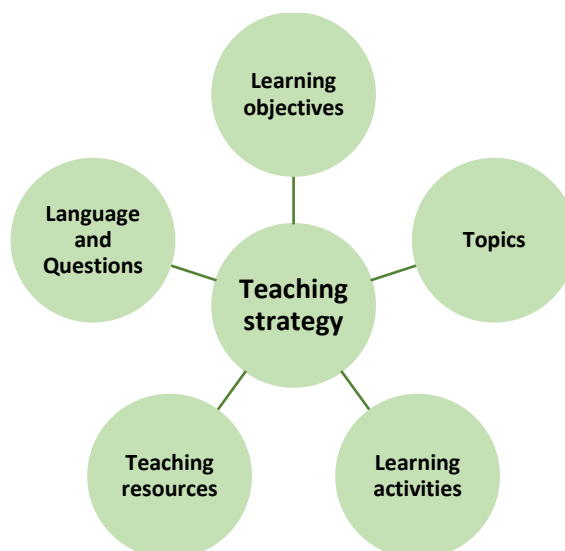 Learning
objectives
Language
and
Questions
Topics
Teaching
strategy
Teaching
resources
Learning
activities